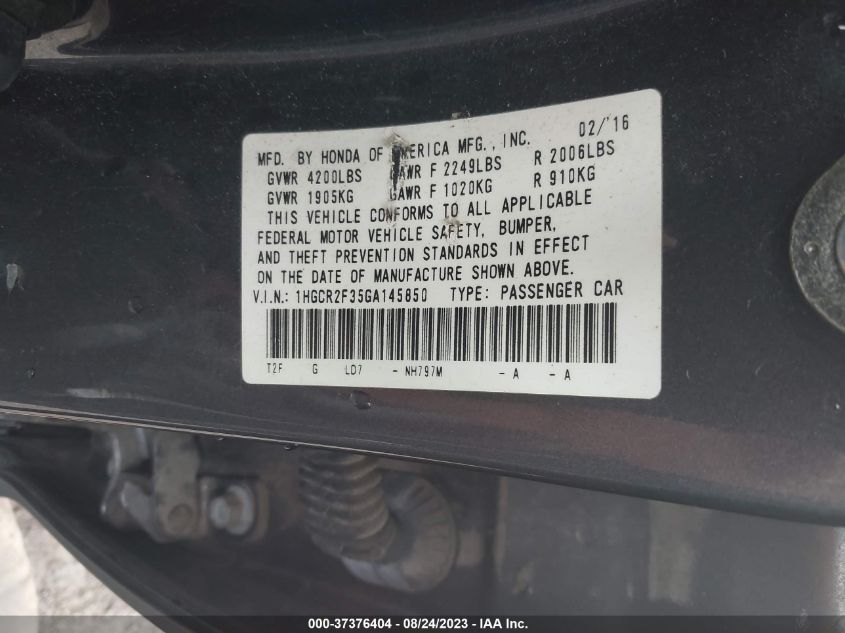 MFD. BY HONDA OF AMERICA MFG., INC. 02/'16
GVWR 4200LBS GAWR F 2249LBS R 2006LBS
GVWR 1905KG GAWR F 1020KG R 910KG
THIS VEHICLE CONFORMS TO ALL APPLICABLE
FEDERAL MOTOR VEHICLE SAFETY, BUMPER,
AND THEFT PREVENTION STANDARDS IN EFFECT
ON THE DATE OF MANUFACTURE SHOWN ABOVE.
V.I.N.: 1HGCR2F35GA145850 TYPE: PASSENGER CAR
T2F G LD7 - NH797M - A - A
000-37376404 - 08/24/2023 - IAA Inc.